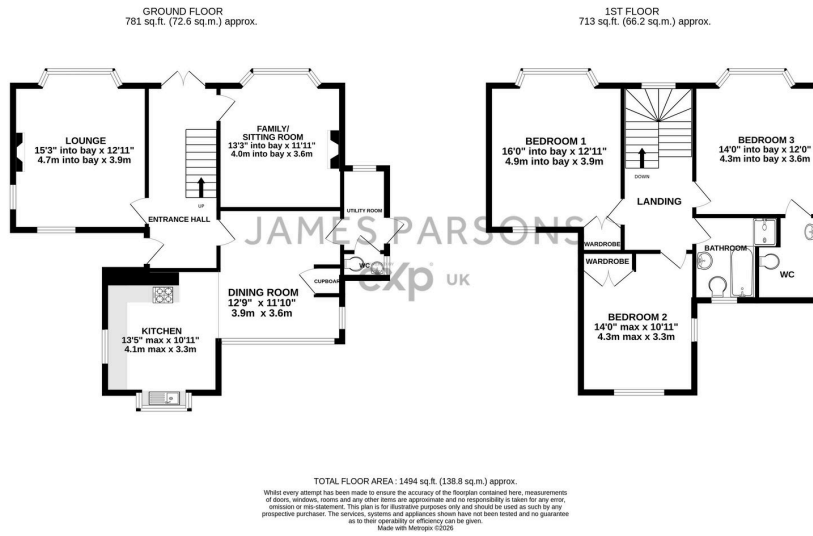 GROUND FLOOR
781 sq.ft. (72.6 sq.m.) approx.
1ST FLOOR
713 sq.ft. (66.2 sq.m.) approx.
LOUNGE
15'3" into bay x 12'11"
4.7m into bay x 3.9m
FAMILY/
SITTING ROOM
13'3" into bay x 11'11"
4.0m into bay x 3.6m
UP
ENTRANCE HALL
UTILITY ROOM
WC
CUPBOARD
DINING ROOM
12'9" x 11'10"
3.9m x 3.6m
KITCHEN
13'5" max x 10'11"
4.1m max x 3.3m
BEDROOM 1
16'0" into bay x 12'11"
4.9m into bay x 3.9m
DOWN
LANDING
BEDROOM 3
14'0" into bay x 12'0"
4.3m into bay x 3.6m
WARDROBE
WARDROBE
BATHROOM
WC
BEDROOM 2
14'0" max x 10'11"
4.3m max x 3.3m
JAMES PARSONS
exp UK
TOTAL FLOOR AREA : 1494 sq.ft. (138.8 sq.m.) approx.
Whilst every attempt has been made to ensure the accuracy of the floorplan contained here, measurements
of doors, windows, rooms and any other items are approximate and no responsibility is taken for any error,
omission or mis-statement. This plan is for illustrative purposes only and should be used as such by any
prospective purchaser. The services, systems and appliances shown have not been tested and no guarantee
as to their operability or efficiency can be given.
Made with Metropix ©2026